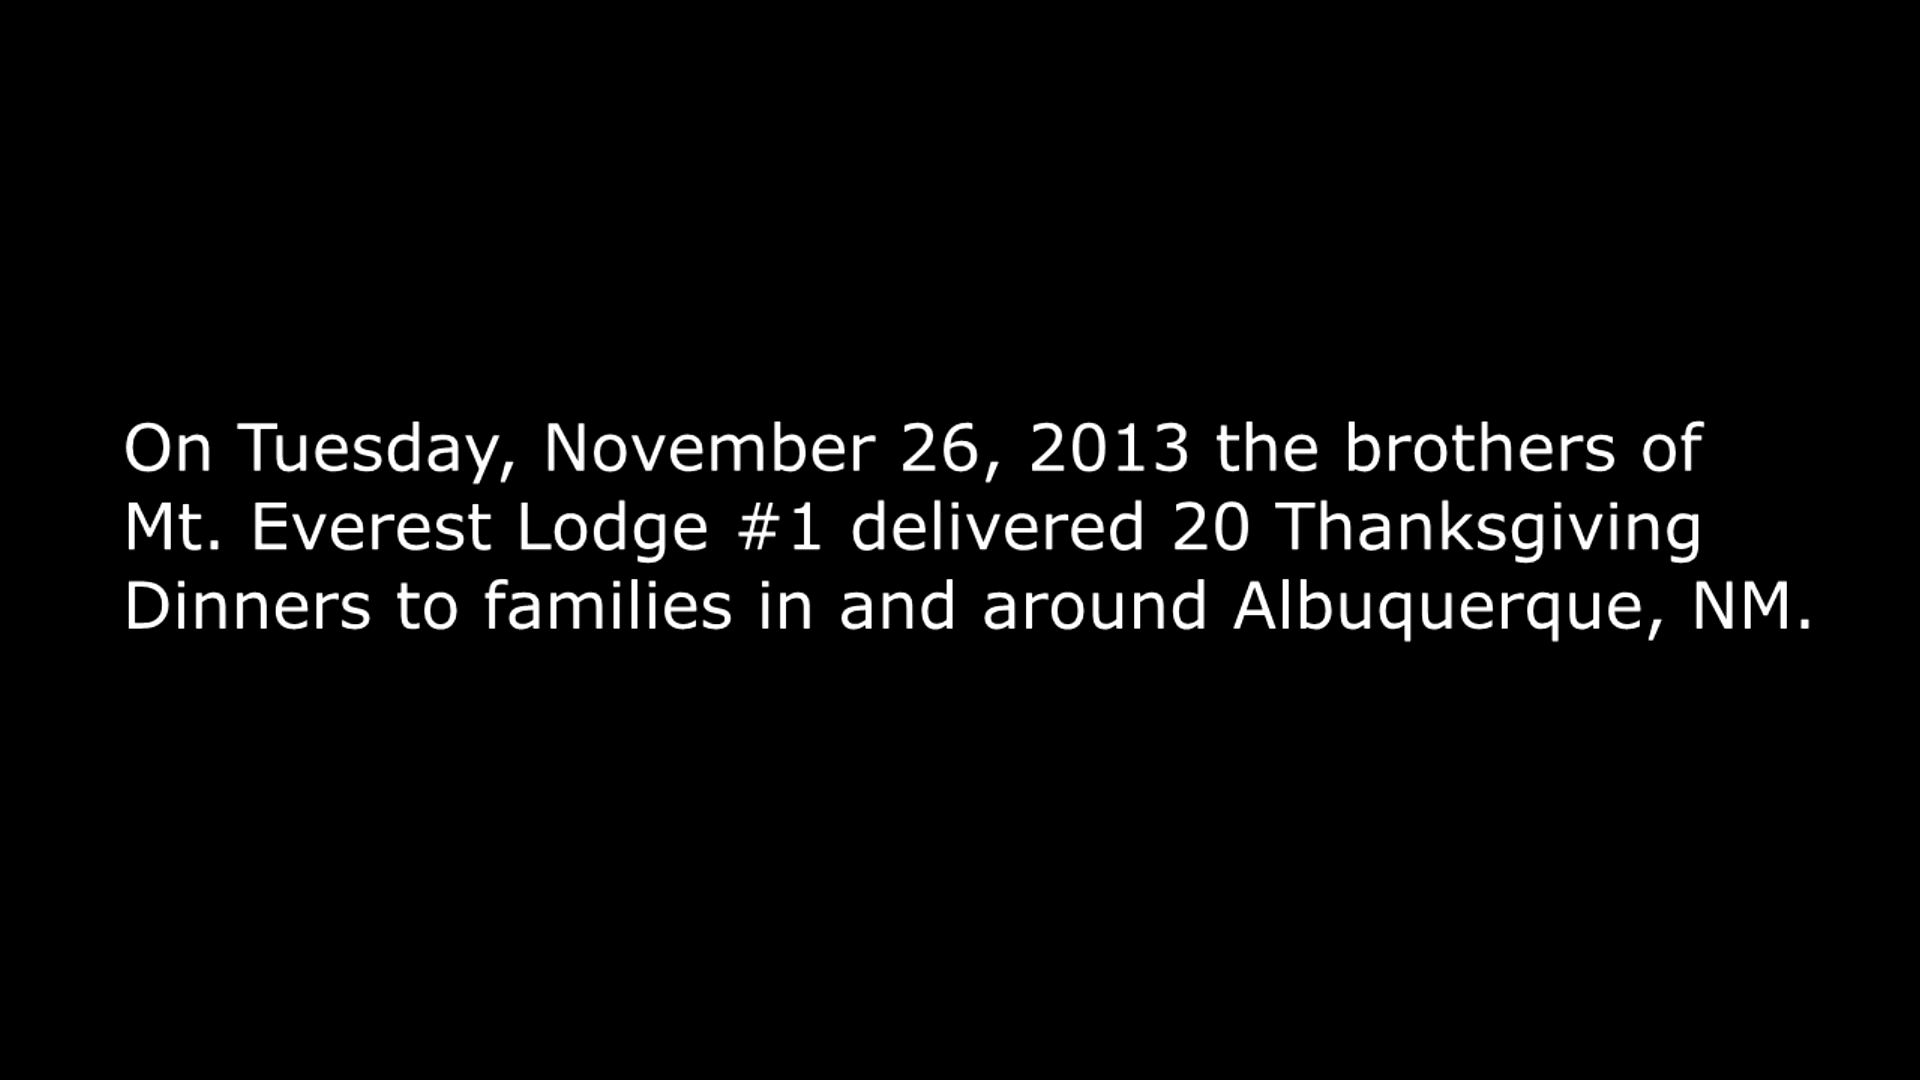 On Tuesday, November 26, 2013 the brothers of
Mt. Everest Lodge #1 delivered 20 Thanksgiving
Dinners to families in and around Albuquerque, NM.